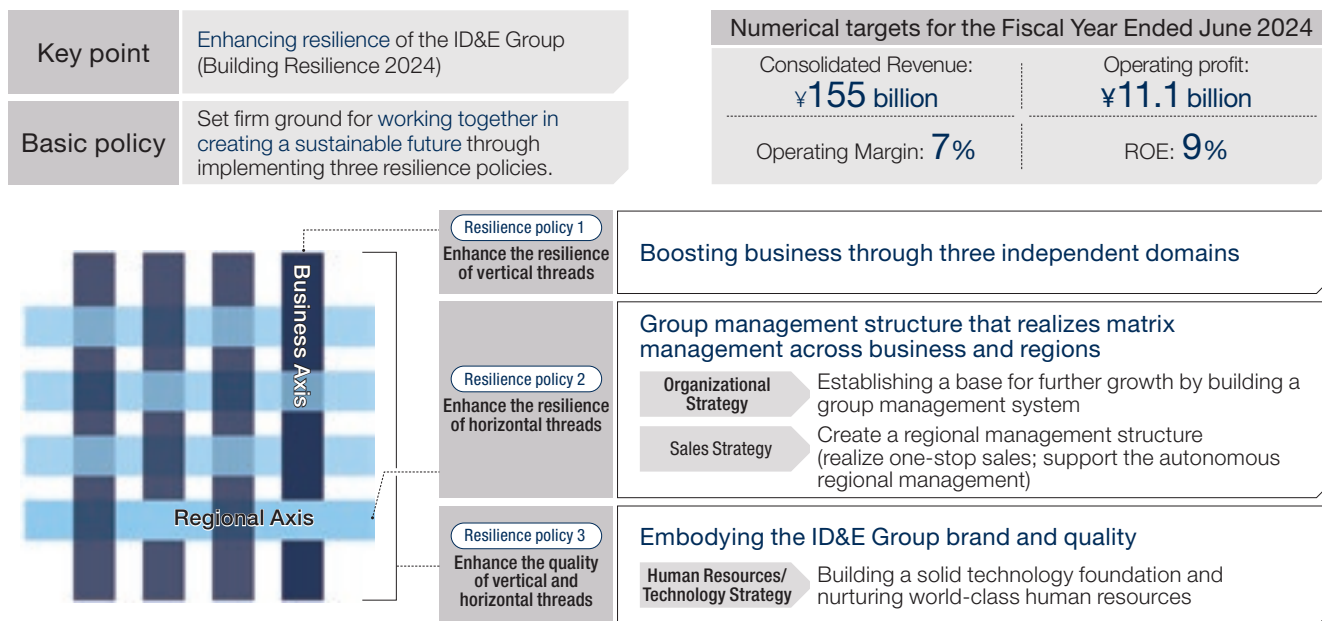 Key point
Enhancing resilience of the ID&E Group
(Building Resilience 2024)
Basic policy
Set firm ground for working together in
creating a sustainable future through
implementing three resilience policies.
Numerical targets for the Fiscal Year Ended June 2024
Consolidated Revenue:
¥155 billion
Operating profit:
¥11.1 billion
Operating Margin: 7%
ROE: 9%
Business Axis
Regional Axis
Resilience policy 1
Enhance the resilience
of vertical threads
Boosting business through three independent domains
Resilience policy 2
Enhance the resilience
of horizontal threads
Group management structure that realizes matrix
management across business and regions
Organizational
Strategy
Establishing a base for further growth by building a
group management system
Sales Strategy
Create a regional management structure
(realize one-stop sales; support the autonomous
regional management)
Resilience policy 3
Enhance the quality
of vertical and
horizontal threads
Embodying the ID&E Group brand and quality
Human Resources/
Technology Strategy
Building a solid technology foundation and
nurturing world-class human resources